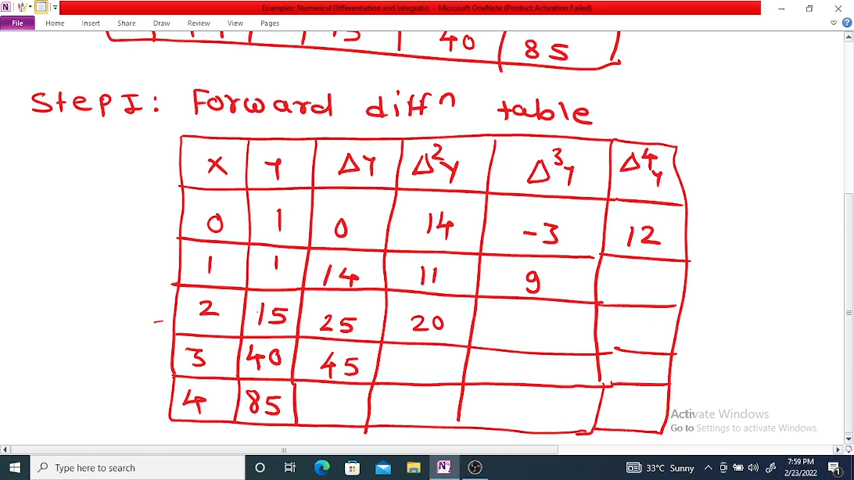 Examples: Numerical Differentiation and Integratin - Microsoft OneNote (Product Activation Failed)
File Home Insert Share Draw Review View Pages
15 40 85
Step I: Forward diffn table
X Y ΔY Δ²Y Δ³Y Δ⁴Y
0 1 0 14 -3 12
1 1 14 11 9
2 15 25 20
3 40 45
4 85
Activate Windows
Go to Settings to activate Windows.
Type here to search
33°C Sunny
7:59 PM
2/23/2022